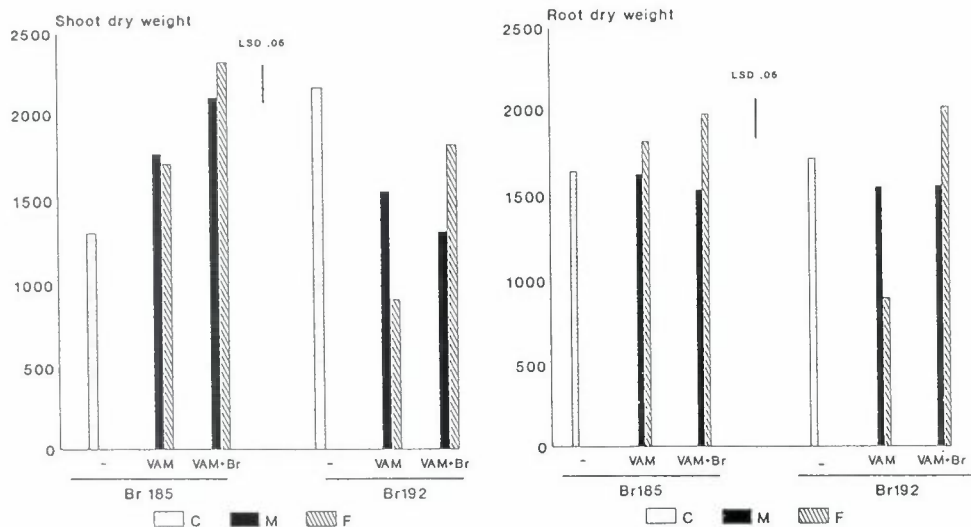 Shoot dry weight
2500
2000
1500
1000
500
0
LSD .05
- VAM VAM+Br - VAM VAM+Br
Br 185 Br192
C M F
Root dry weight
2500
2000
1500
1000
500
0
LSD .05
- VAM VAM+Br - VAM VAM+Br
Br185 Br192
C M F